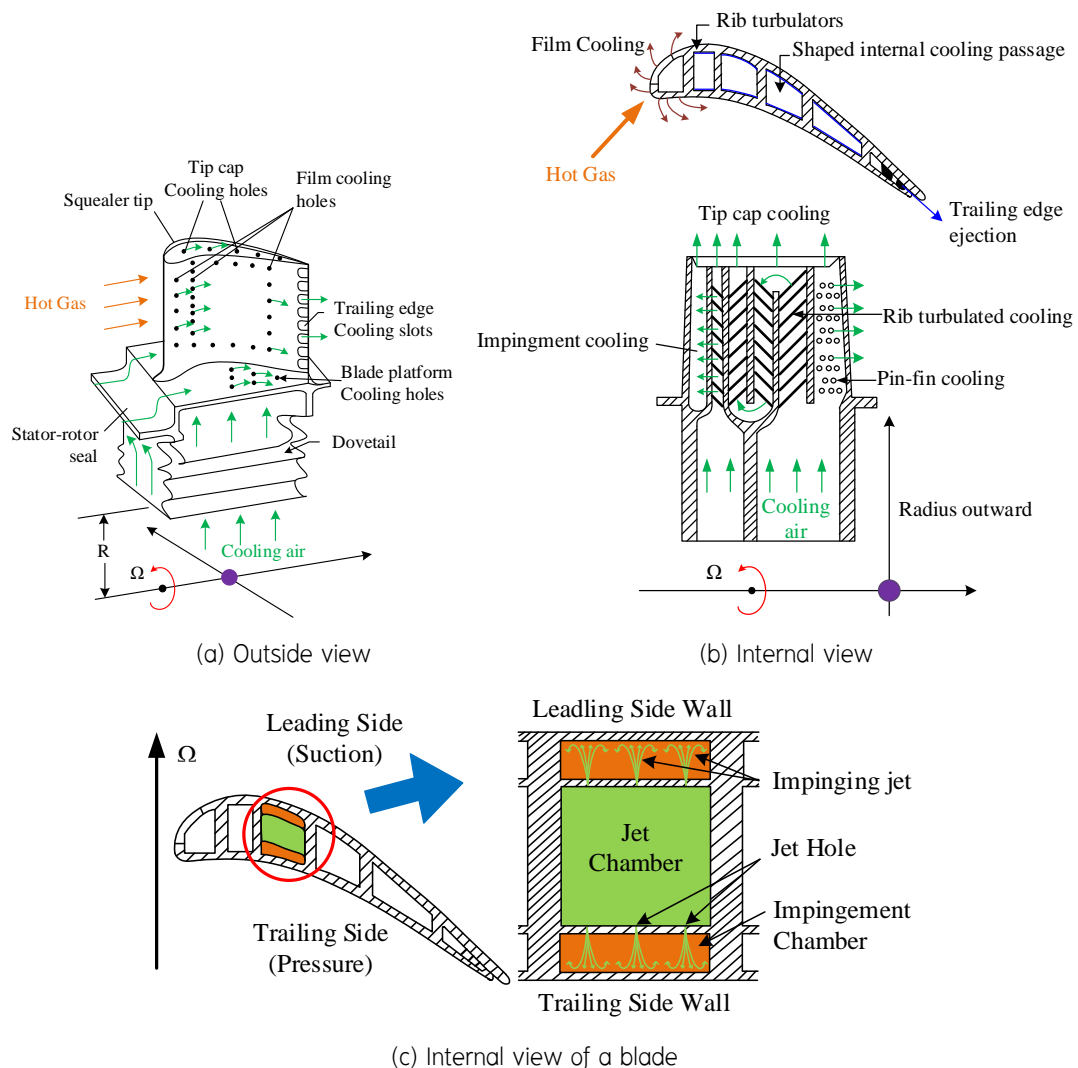 Tip cap
Cooling holes
Film cooling
holes
Squealer tip
Hot Gas
Trailing edge
Cooling slots
Blade platform
Cooling holes
Stator-rotor
seal
Dovetail
R
Ω
Cooling air
(a) Outside view
Rib turbulators
Film Cooling
Shaped internal cooling passage
Hot Gas
Tip cap cooling
Trailing edge
ejection
Impingment cooling
Rib turbulated cooling
Pin-fin cooling
Cooling
air
Radius outward
Ω
(b) Internal view
Ω
Leading Side
(Suction)
Trailing Side
(Pressure)
Leadling Side Wall
Impinging jet
Jet
Chamber
Jet Hole
Impingement
Chamber
Trailing Side Wall
(c) Internal view of a blade